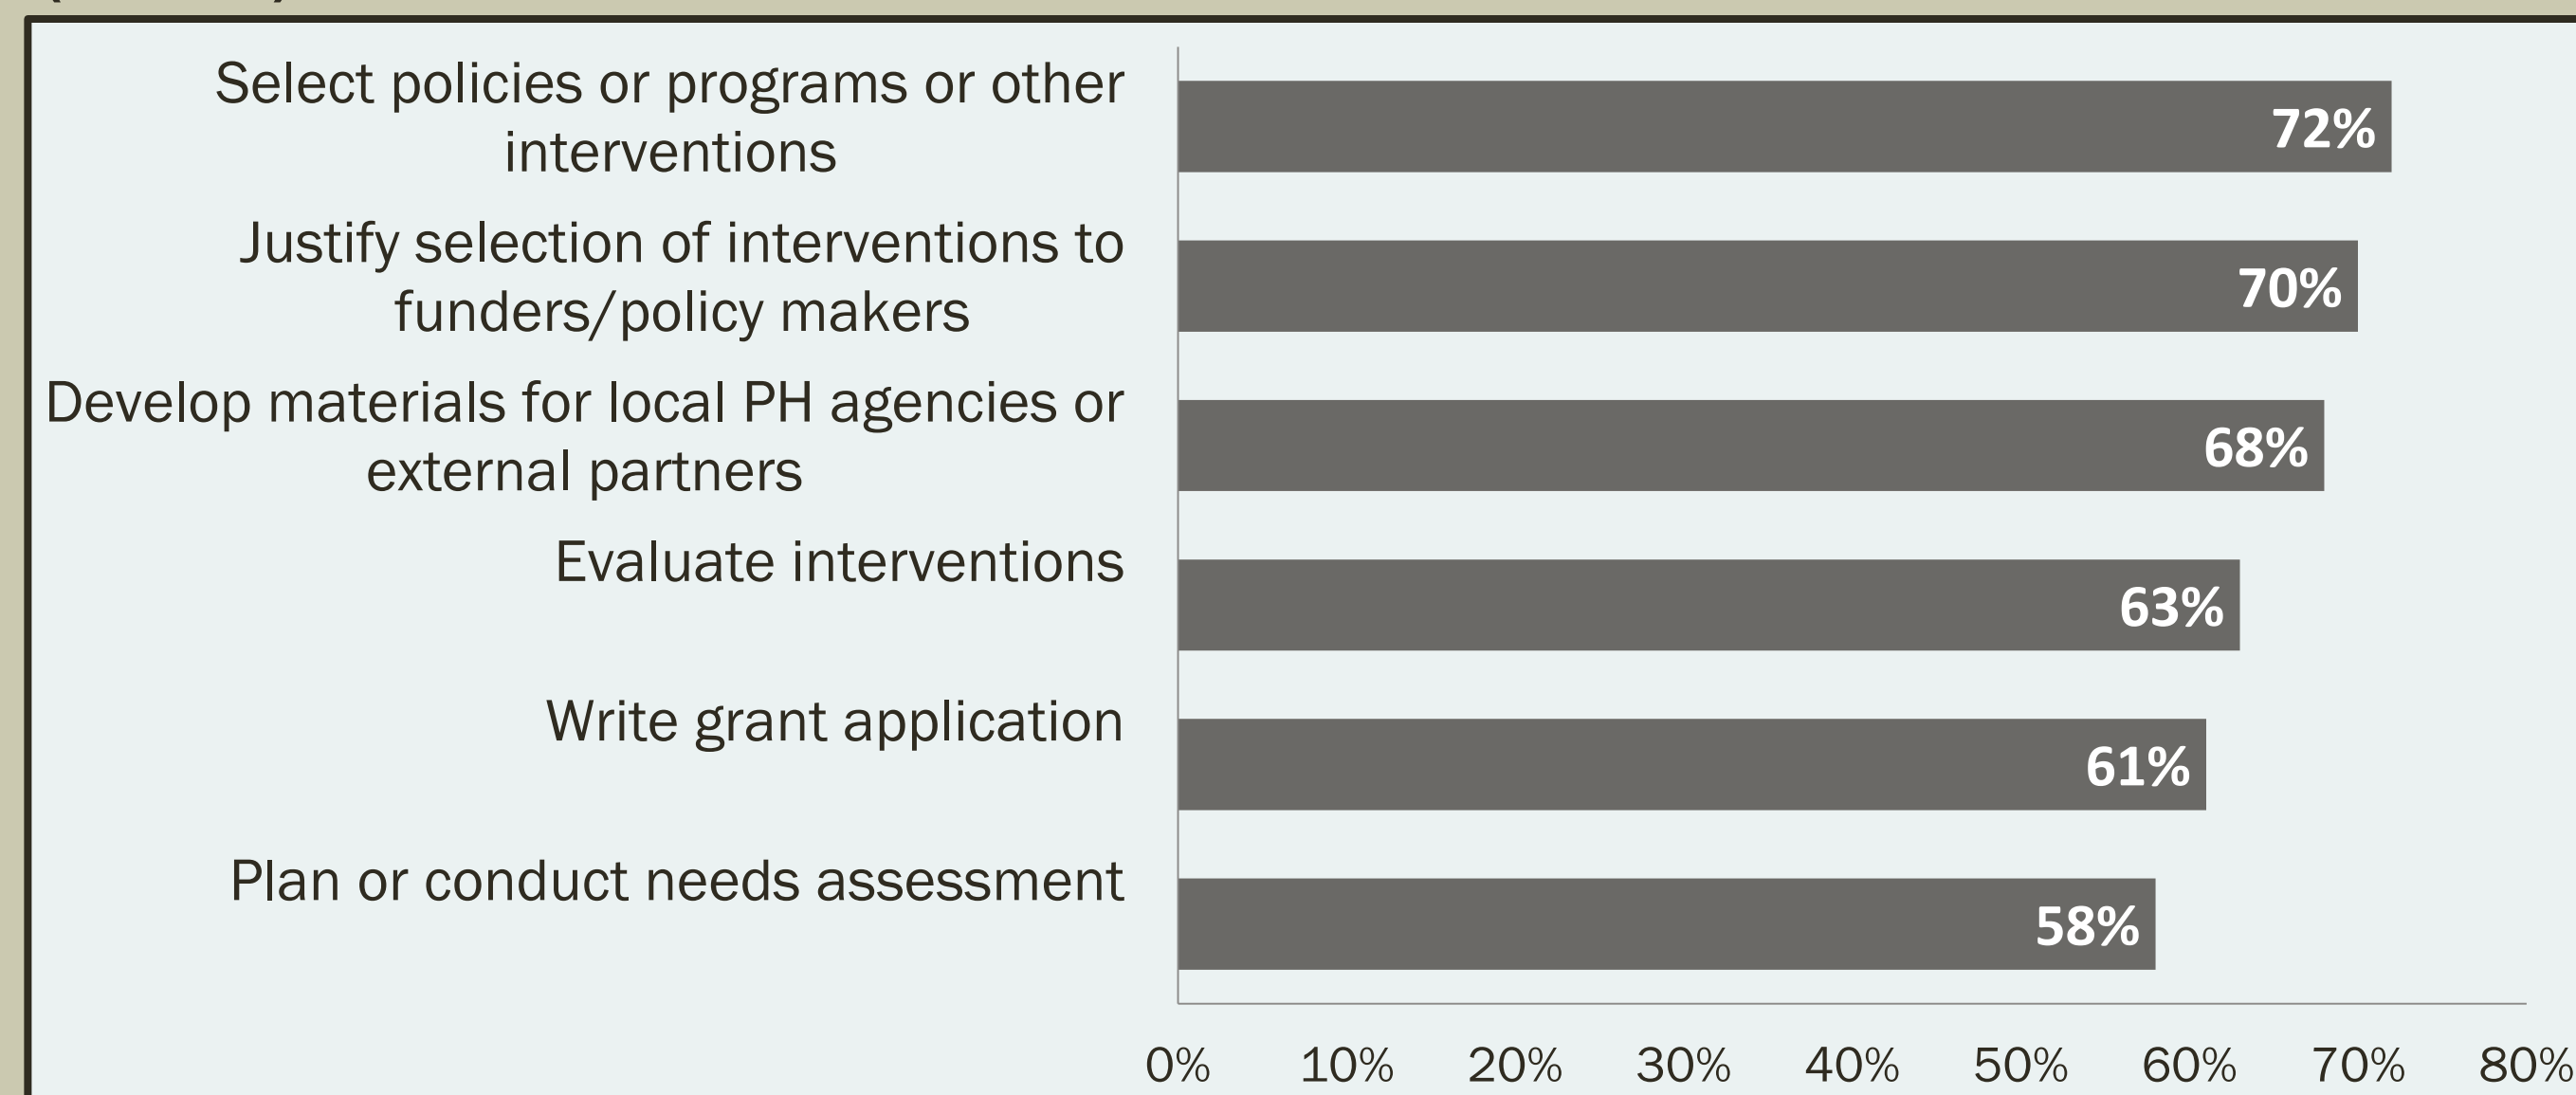 Select policies or programs or other
interventions
72%
Justify selection of interventions to
funders/policy makers
70%
Develop materials for local PH agencies or
external partners
68%
Evaluate interventions
63%
Write grant application
61%
Plan or conduct needs assessment
58%
0% 10% 20% 30% 40% 50% 60% 70% 80%